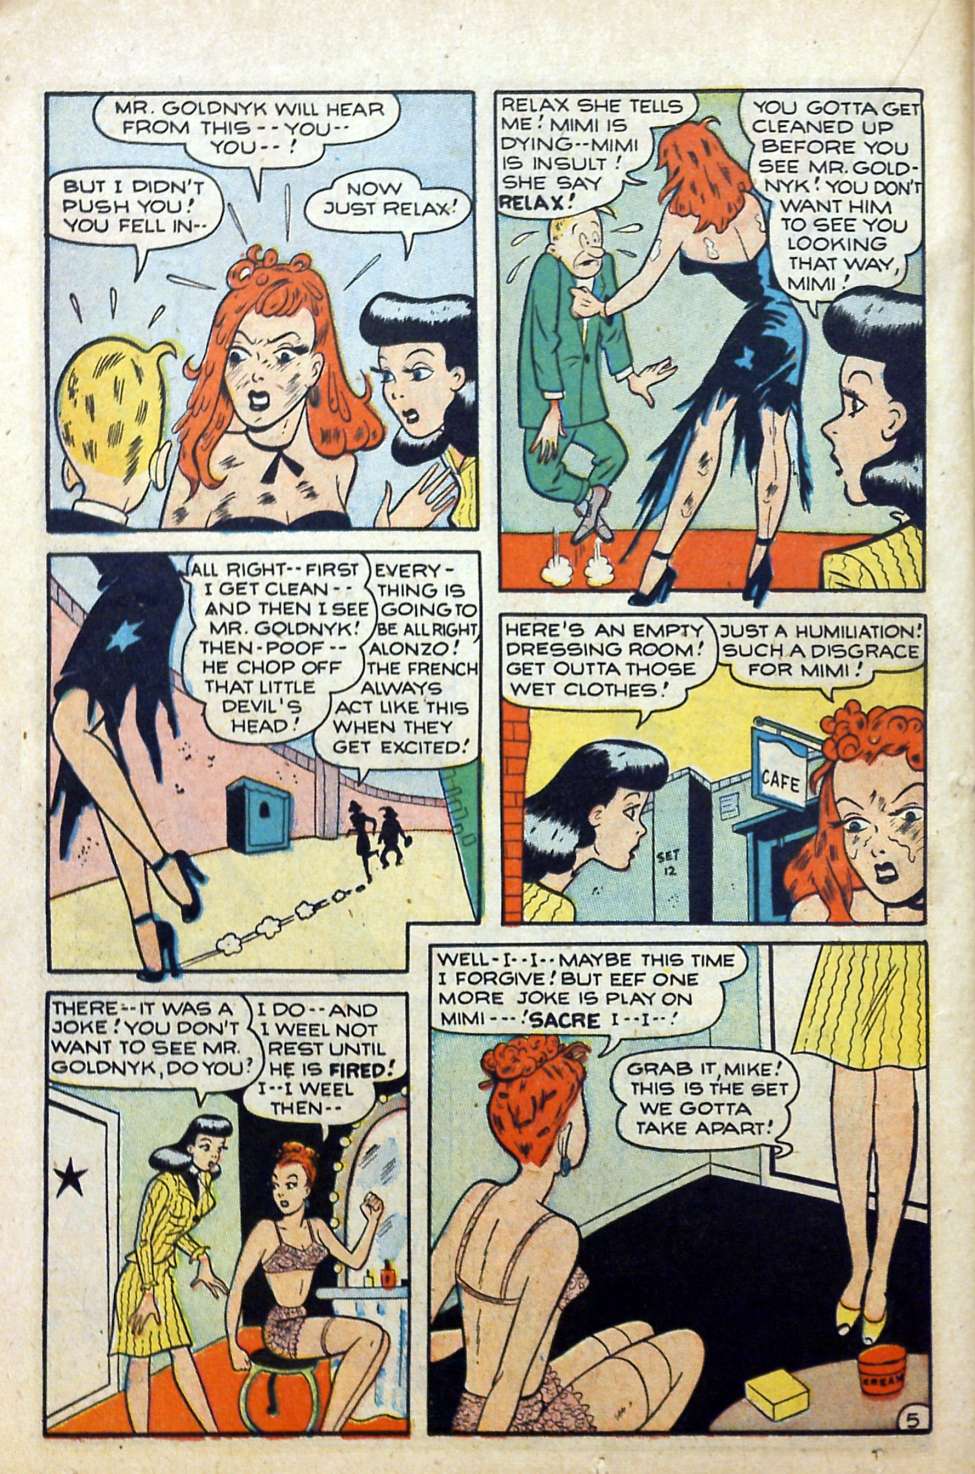 MR. GOLDNYK WILL HEAR
FROM THIS -- YOU--
YOU--!
BUT I DIDN'T
PUSH YOU!
YOU FELL IN--
NOW
JUST RELAX!
RELAX SHE TELLS
ME! MIMI IS
DYING--MIMI
IS INSULT!
SHE SAY
RELAX!
YOU GOTTA GET
CLEANED UP
BEFORE YOU
SEE MR. GOLD-
NYK! YOU DON'T
WANT HIM
TO SEE YOU
LOOKING
THAT WAY,
MIMI!
ALL RIGHT--FIRST
I GET CLEAN--
AND THEN I SEE
MR. GOLDNYK!
THEN-POOF--
HE CHOP OFF
THAT LITTLE
DEVIL'S
HEAD!
EVERY-
THING IS
GOING TO
BE ALL RIGHT,
ALONZO!
THE FRENCH
ALWAYS
ACT LIKE THIS
WHEN THEY
GET EXCITED!
HERE'S AN EMPTY
DRESSING ROOM!
GET OUTTA THOSE
WET CLOTHES!
JUST A HUMILIATION!
SUCH A DISGRACE
FOR MIMI!
CAFE
SET
12
THERE--IT WAS A
JOKE! YOU DON'T
WANT TO SEE MR.
GOLDNYK, DO YOU?
I DO--AND
I WEEL NOT
REST UNTIL
HE IS FIRED!
I--I WEEL
THEN--
WELL-I--I--MAYBE THIS TIME
I FORGIVE! BUT EEF ONE
MORE JOKE IS PLAY ON
MIMI---! SACRE I--I--!
GRAB IT, MIKE!
THIS IS THE SET
WE GOTTA
TAKE APART!
CREAM
5